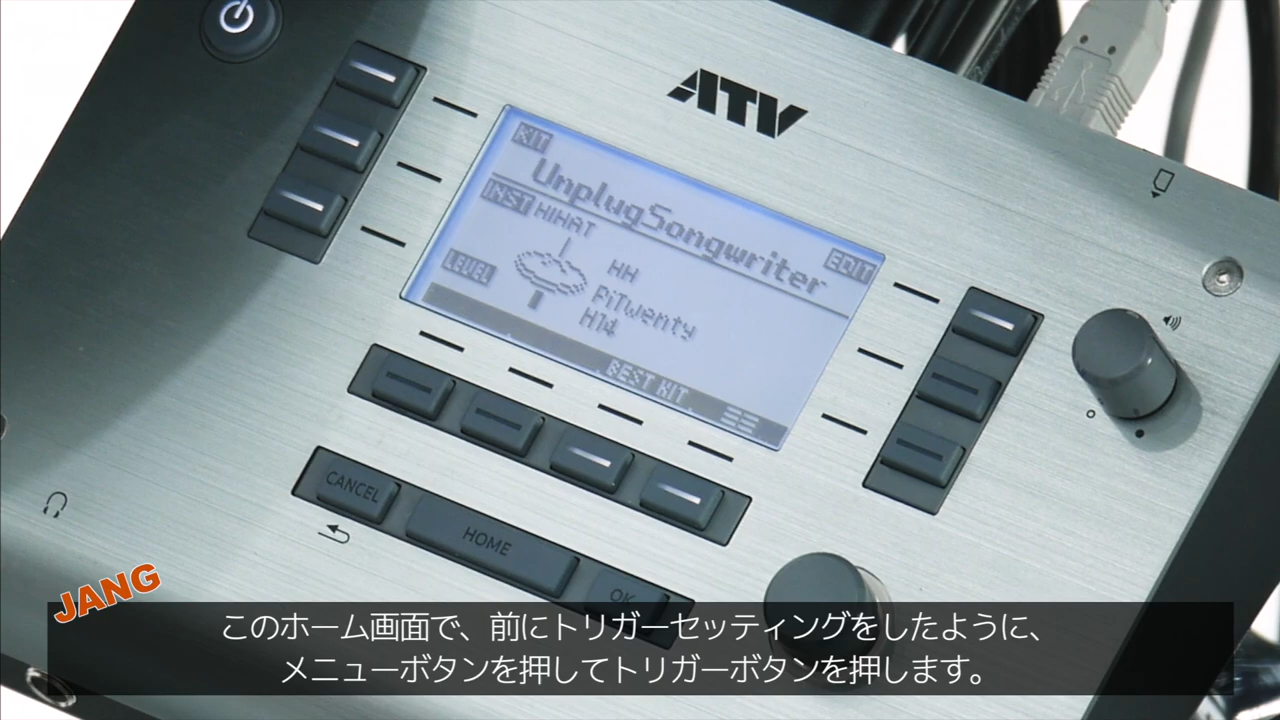 ATV
KIT
UnplugSongwriter
INST HIHAT
EDIT
LEVEL
HH
PiTwenty
H14
BEST KIT
CANCEL
HOME
OK
JANG
このホーム画面で、前にトリガーセッティングをしたように、
メニューボタンを押してトリガーボタンを押します。